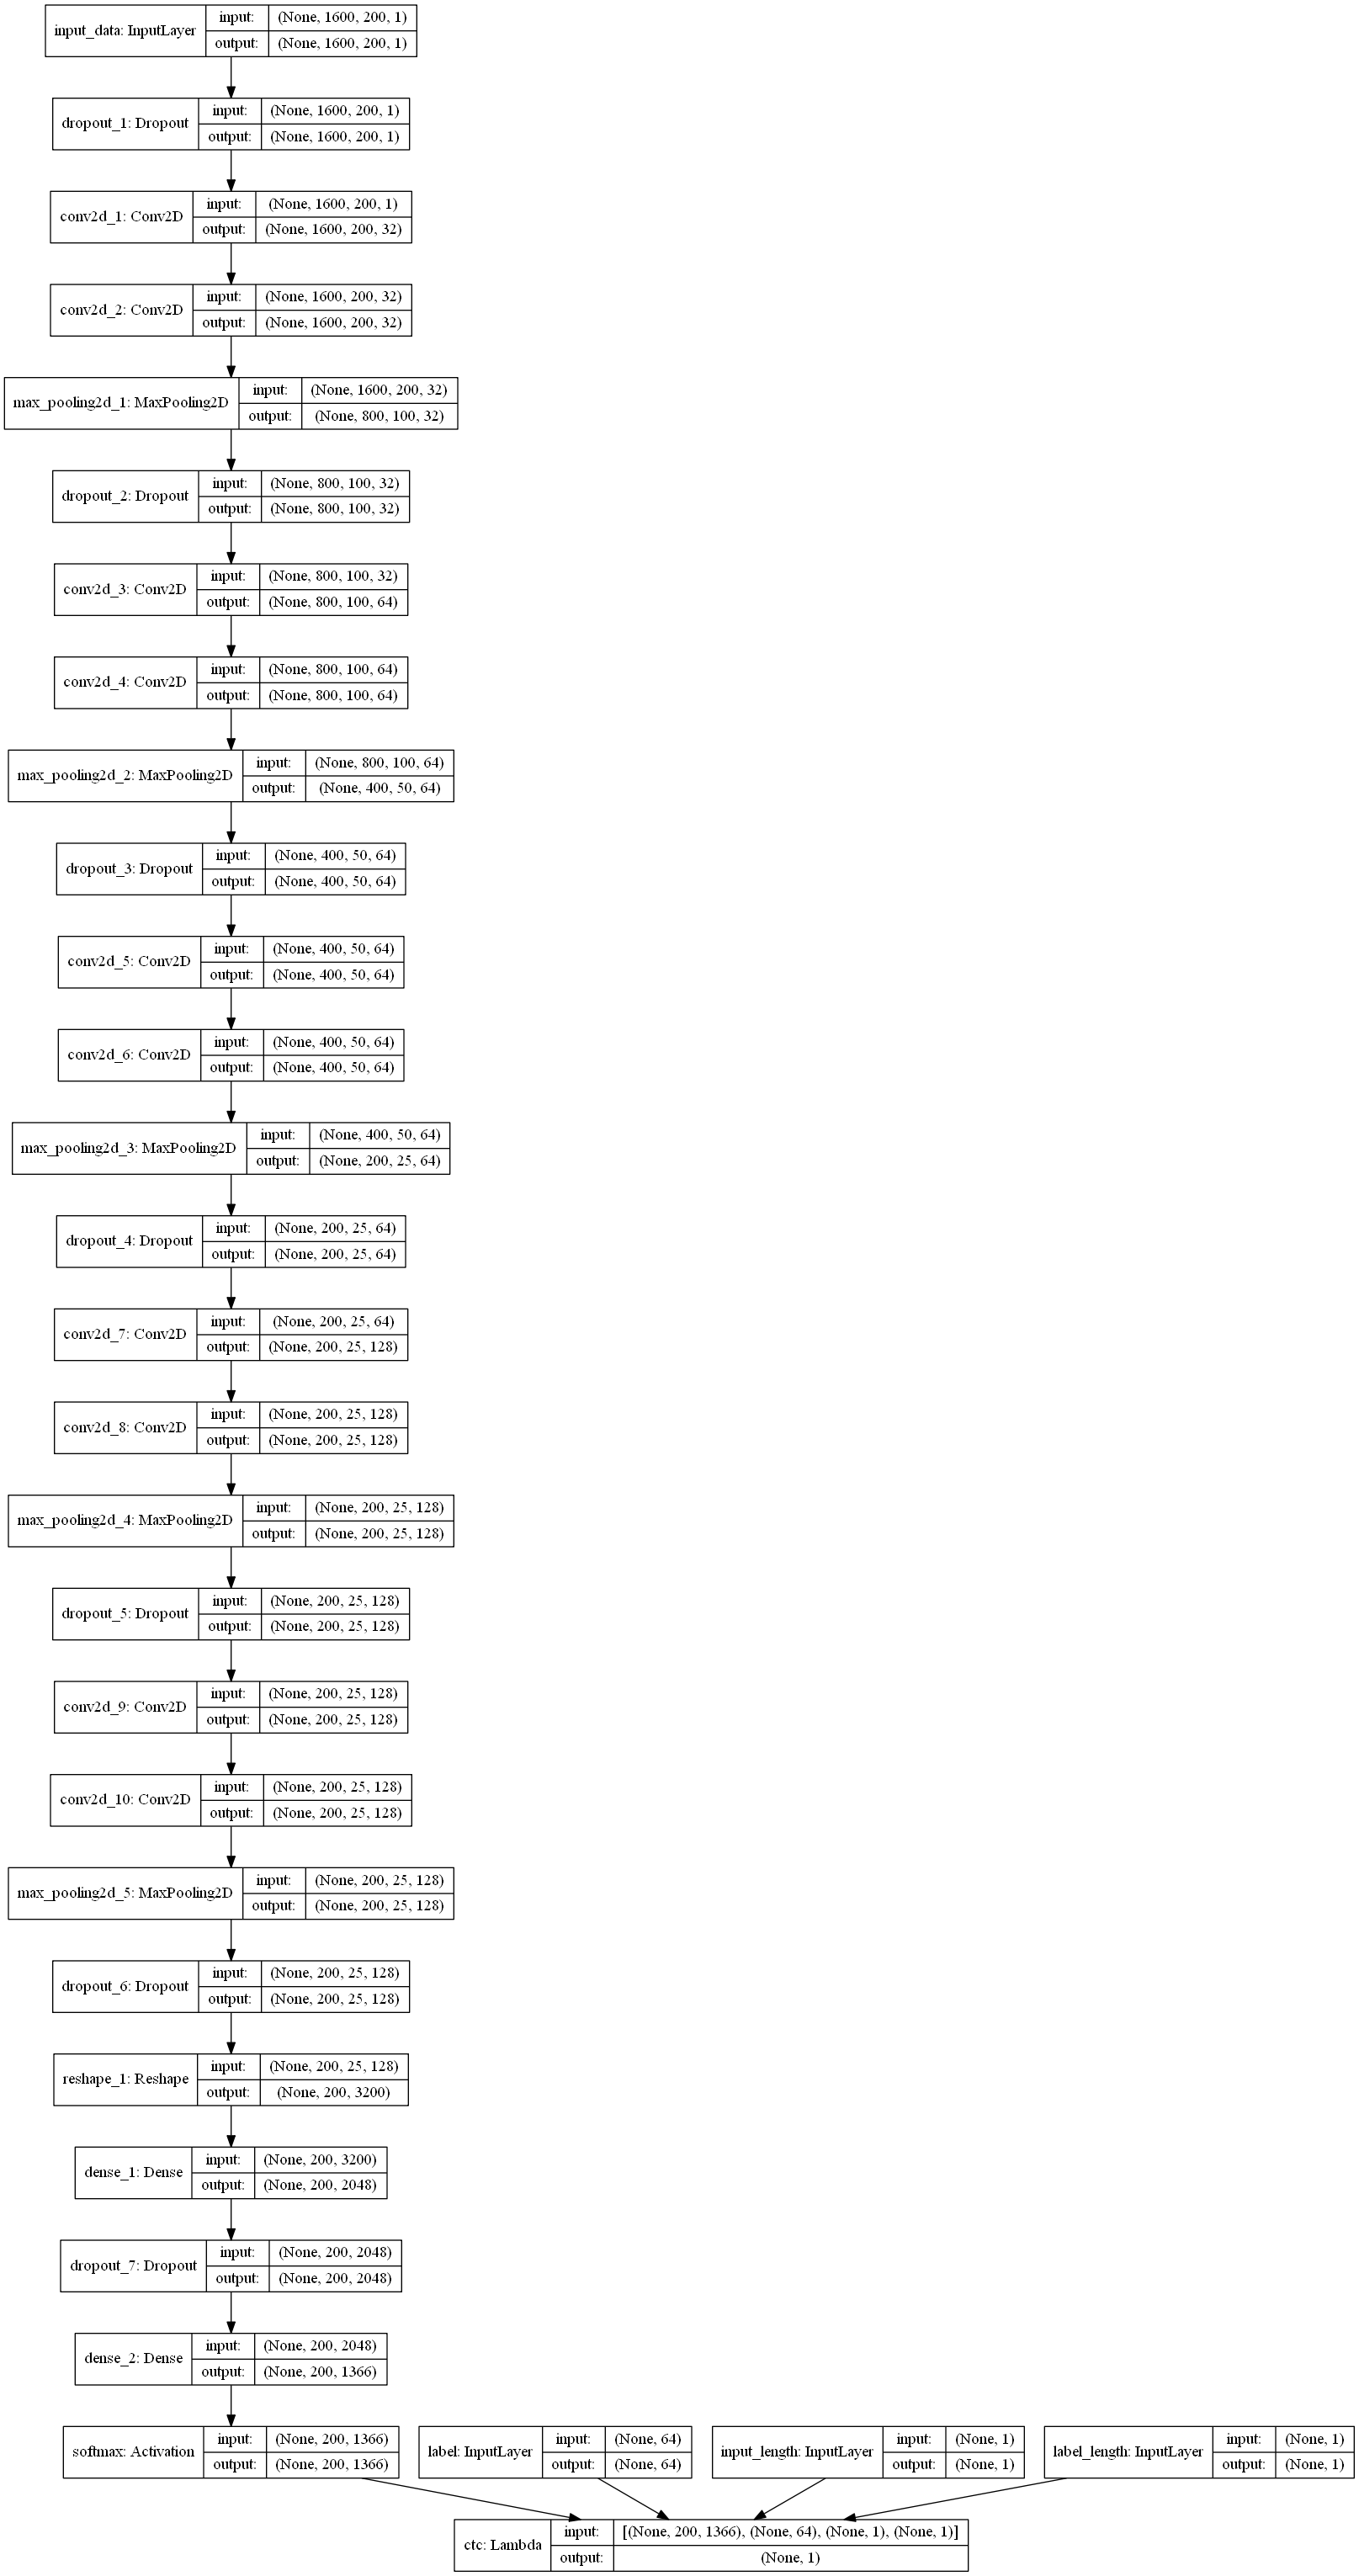 input_data: InputLayer input: (None, 1600, 200, 1)
output: (None, 1600, 200, 1)
dropout_1: Dropout input: (None, 1600, 200, 1)
output: (None, 1600, 200, 1)
conv2d_1: Conv2D input: (None, 1600, 200, 1)
output: (None, 1600, 200, 32)
conv2d_2: Conv2D input: (None, 1600, 200, 32)
output: (None, 1600, 200, 32)
max_pooling2d_1: MaxPooling2D input: (None, 1600, 200, 32)
output: (None, 800, 100, 32)
dropout_2: Dropout input: (None, 800, 100, 32)
output: (None, 800, 100, 32)
conv2d_3: Conv2D input: (None, 800, 100, 32)
output: (None, 800, 100, 64)
conv2d_4: Conv2D input: (None, 800, 100, 64)
output: (None, 800, 100, 64)
max_pooling2d_2: MaxPooling2D input: (None, 800, 100, 64)
output: (None, 400, 50, 64)
dropout_3: Dropout input: (None, 400, 50, 64)
output: (None, 400, 50, 64)
conv2d_5: Conv2D input: (None, 400, 50, 64)
output: (None, 400, 50, 64)
conv2d_6: Conv2D input: (None, 400, 50, 64)
output: (None, 400, 50, 64)
max_pooling2d_3: MaxPooling2D input: (None, 400, 50, 64)
output: (None, 200, 25, 64)
dropout_4: Dropout input: (None, 200, 25, 64)
output: (None, 200, 25, 64)
conv2d_7: Conv2D input: (None, 200, 25, 64)
output: (None, 200, 25, 128)
conv2d_8: Conv2D input: (None, 200, 25, 128)
output: (None, 200, 25, 128)
max_pooling2d_4: MaxPooling2D input: (None, 200, 25, 128)
output: (None, 200, 25, 128)
dropout_5: Dropout input: (None, 200, 25, 128)
output: (None, 200, 25, 128)
conv2d_9: Conv2D input: (None, 200, 25, 128)
output: (None, 200, 25, 128)
conv2d_10: Conv2D input: (None, 200, 25, 128)
output: (None, 200, 25, 128)
max_pooling2d_5: MaxPooling2D input: (None, 200, 25, 128)
output: (None, 200, 25, 128)
dropout_6: Dropout input: (None, 200, 25, 128)
output: (None, 200, 25, 128)
reshape_1: Reshape input: (None, 200, 25, 128)
output: (None, 200, 3200)
dense_1: Dense input: (None, 200, 3200)
output: (None, 200, 2048)
dropout_7: Dropout input: (None, 200, 2048)
output: (None, 200, 2048)
dense_2: Dense input: (None, 200, 2048)
output: (None, 200, 1366)
softmax: Activation input: (None, 200, 1366)
output: (None, 200, 1366)
label: InputLayer input: (None, 64)
output: (None, 64)
input_length: InputLayer input: (None, 1)
output: (None, 1)
label_length: InputLayer input: (None, 1)
output: (None, 1)
ctc: Lambda input: [(None, 200, 1366), (None, 64), (None, 1), (None, 1)]
output: (None, 1)